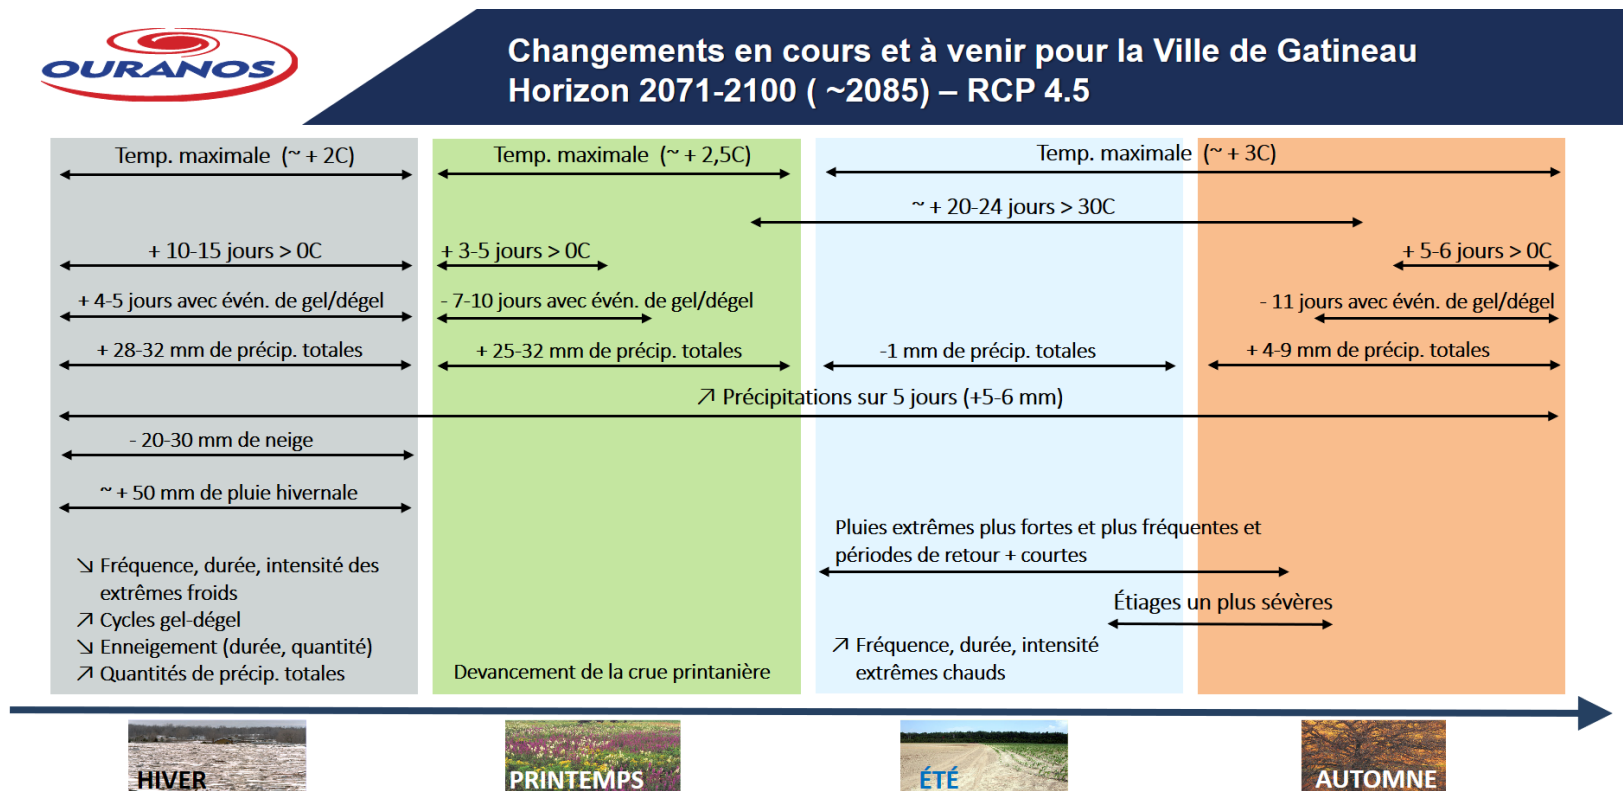 OURANOS
Changements en cours et à venir pour la Ville de Gatineau
Horizon 2071-2100 ( ~2085) – RCP 4.5
Temp. maximale (~ + 2C)
Temp. maximale (~ + 2,5C)
Temp. maximale (~ + 3C)
~ + 20-24 jours > 30C
+ 10-15 jours > 0C
+ 3-5 jours > 0C
+ 5-6 jours > 0C
+ 4-5 jours avec évén. de gel/dégel
- 7-10 jours avec évén. de gel/dégel
- 11 jours avec évén. de gel/dégel
+ 28-32 mm de précip. totales
+ 25-32 mm de précip. totales
-1 mm de précip. totales
+ 4-9 mm de précip. totales
↗ Précipitations sur 5 jours (+5-6 mm)
- 20-30 mm de neige
~ + 50 mm de pluie hivernale
Pluies extrêmes plus fortes et plus fréquentes et
périodes de retour + courtes
Étiages un plus sévères
↘ Fréquence, durée, intensité des
extrêmes froids
↗ Cycles gel-dégel
↘ Enneigement (durée, quantité)
↗ Quantités de précip. totales
Devancement de la crue printanière
↗ Fréquence, durée, intensité
extrêmes chauds
HIVER
PRINTEMPS
ÉTÉ
AUTOMNE